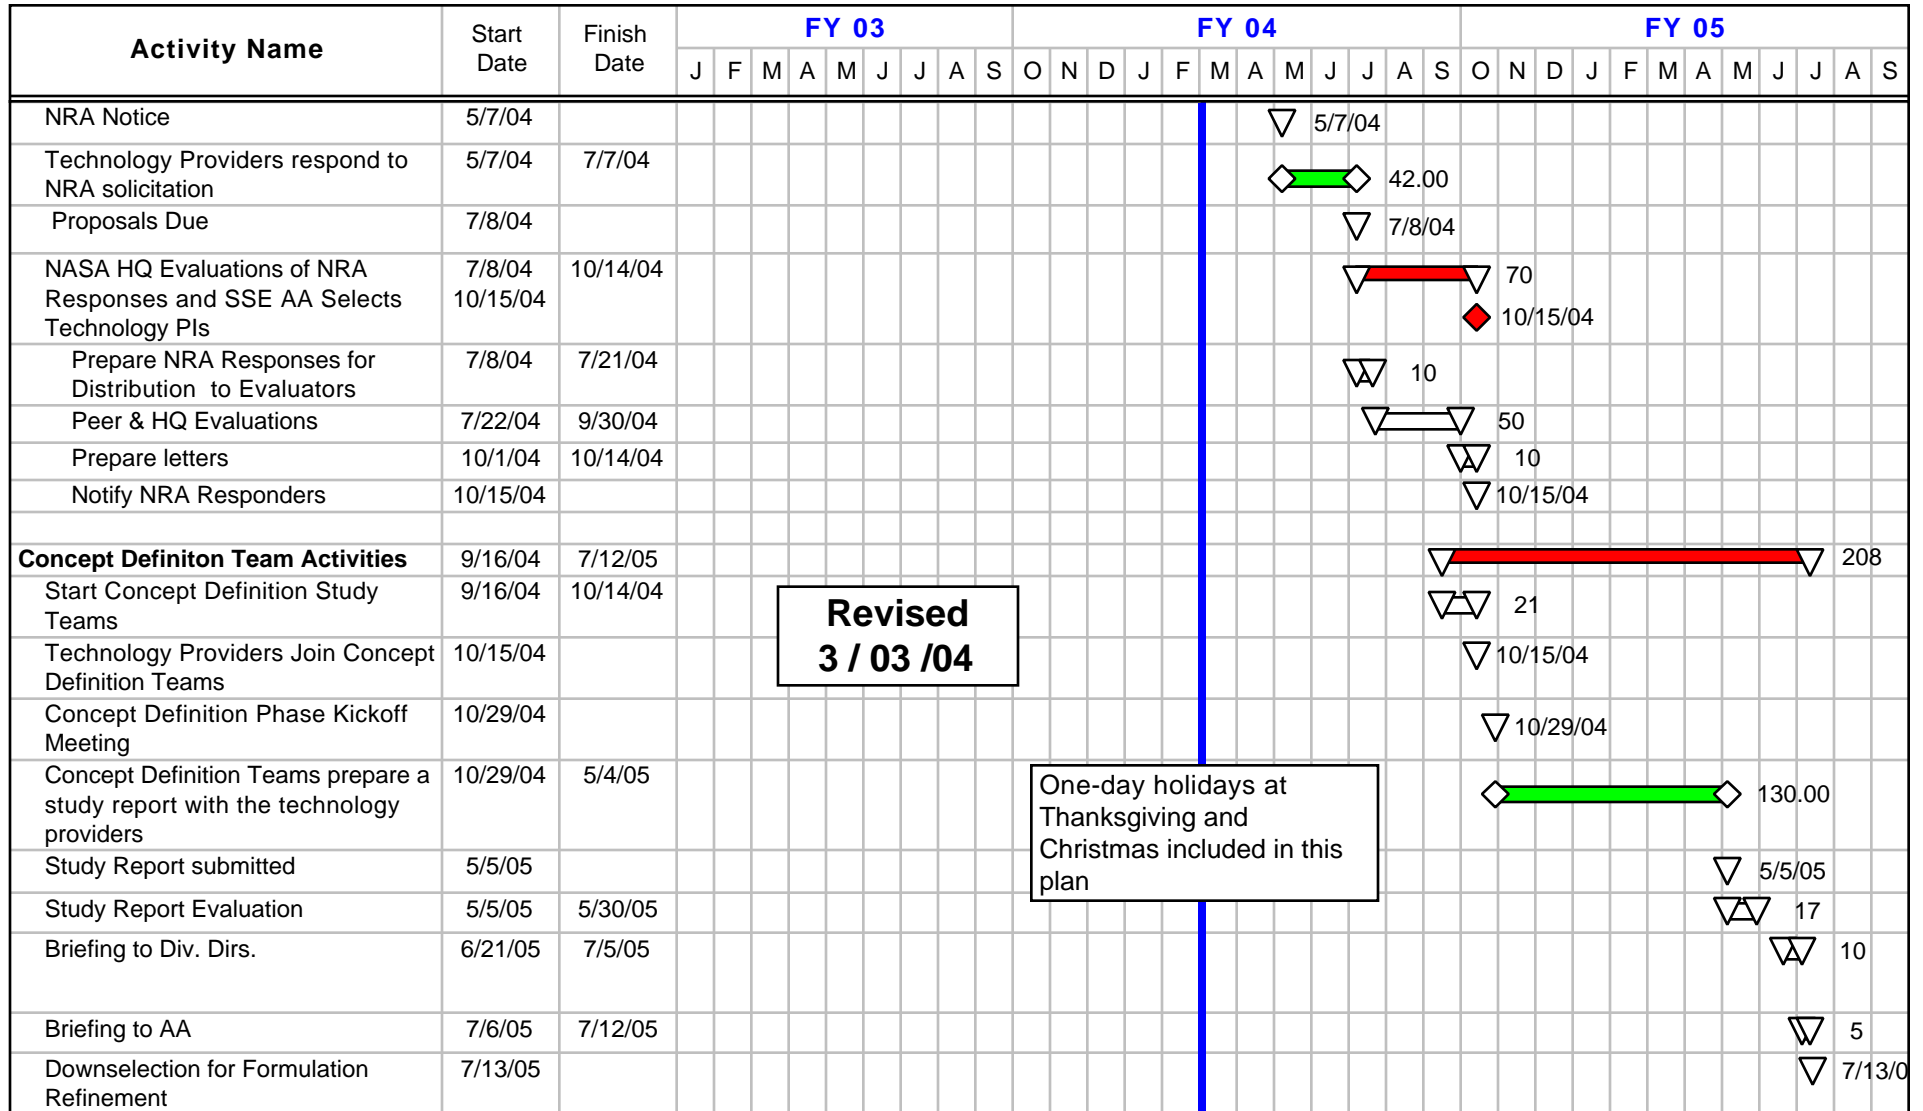 Activity Name
Start Date
Finish Date
FY 03
FY 04
FY 05
J F M A M J J A S O N D J F M A M J J A S O N D J F M A M J J A S
NRA Notice 5/7/04 5/7/04
Technology Providers respond to 5/7/04 7/7/04
NRA solicitation 42.00
Proposals Due 7/8/04 7/8/04
NASA HQ Evaluations of NRA 7/8/04 10/14/04 70
Responses and SSE AA Selects 10/15/04
Technology PIs 10/15/04
Prepare NRA Responses for 7/8/04 7/21/04
Distribution to Evaluators 10
Peer & HQ Evaluations 7/22/04 9/30/04 50
Prepare letters 10/1/04 10/14/04 10
Notify NRA Responders 10/15/04 10/15/04
Concept Definiton Team Activities 9/16/04 7/12/05 208
Start Concept Definition Study 9/16/04 10/14/04
Teams 21
Technology Providers Join Concept 10/15/04 10/15/04
Definition Teams
Concept Definition Phase Kickoff 10/29/04
Meeting 10/29/04
Concept Definition Teams prepare a 10/29/04 5/4/05
study report with the technology 130.00
providers
Study Report submitted 5/5/05 5/5/05
Study Report Evaluation 5/5/05 5/30/05 17
Briefing to Div. Dirs. 6/21/05 7/5/05 10
Briefing to AA 7/6/05 7/12/05 5
Downselection for Formulation 7/13/05 7/13/0
Refinement
Revised
3 / 03 /04
One-day holidays at
Thanksgiving and
Christmas included in this
plan